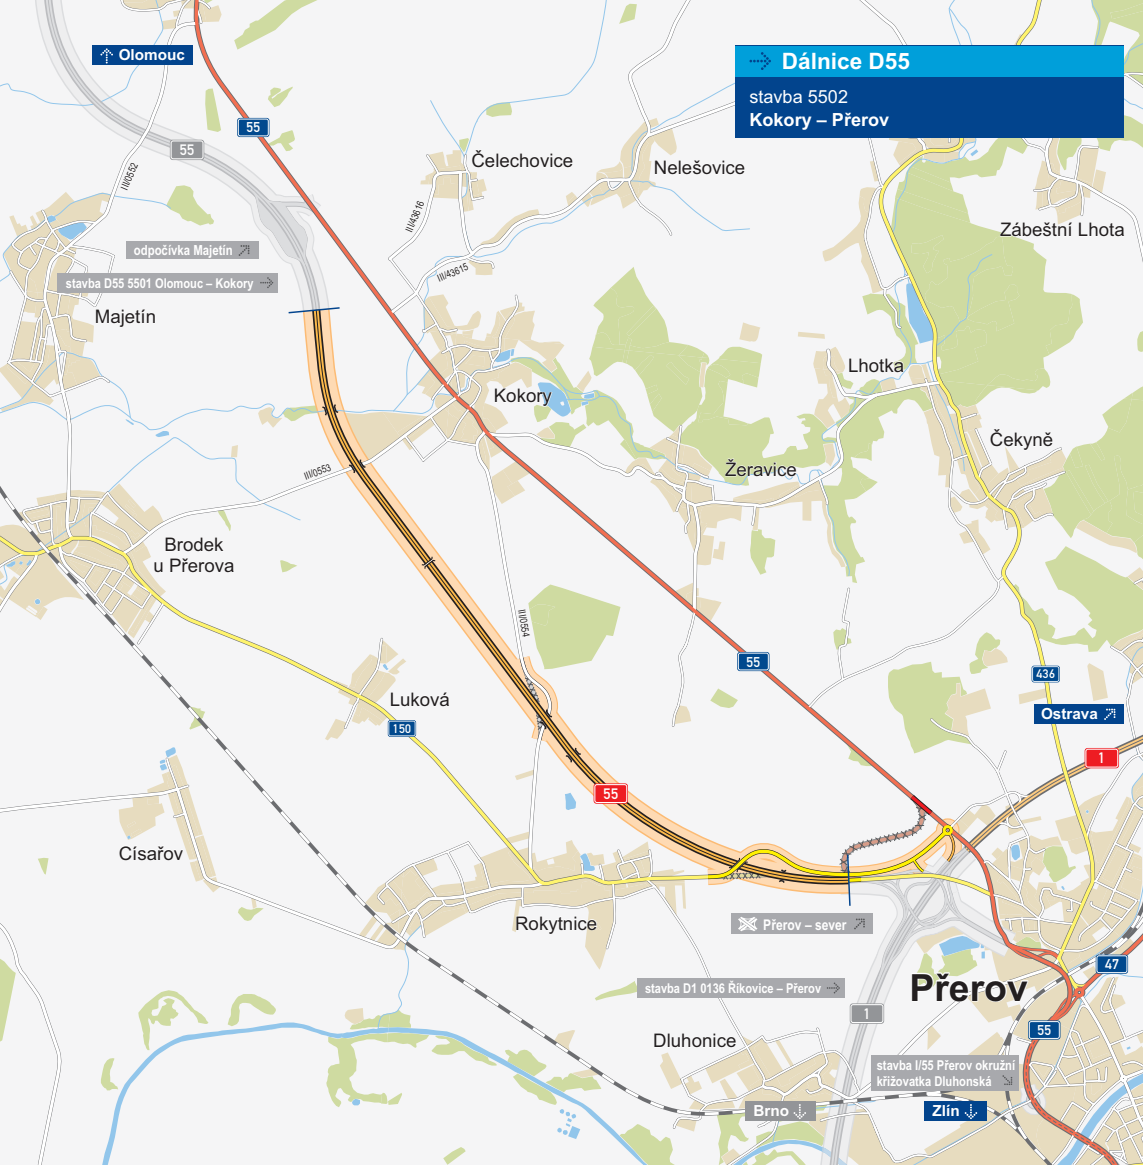 Olomouc
Dálnice D55
stavba 5502
Kokory – Přerov
55
55
III/0552
Čelechovice
Nelešovice
III/43616
Zábeštní Lhota
odpočívka Majetín
III/43615
stavba D55 5501 Olomouc – Kokory
Majetín
Lhotka
Kokory
Čekyně
Žeravice
III/0553
Brodek
u Přerova
III/0554
55
436
Luková
150
Ostrava
1
55
Císařov
Rokytnice
Přerov – sever
47
stavba D1 0136 Říkovice – Přerov
Přerov
1
55
Dluhonice
stavba I/55 Přerov okružní
křižovatka Dluhonská
Brno
Zlín